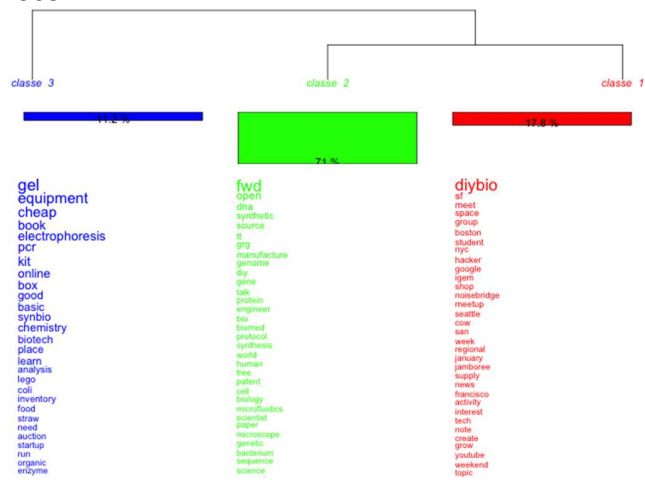 classe 3
classe 2
classe 1
11.2 %
71 %
17.8 %
gel
equipment
cheap
book
electrophoresis
pcr
kit
online
box
good
basic
synbio
chemistry
biotech
place
learn
analysis
lego
coli
inventory
food
straw
need
auction
startup
run
organic
enzyme
fwd
open
dna
synthetic
source
tt
grg
manufacture
genome
diy
gene
talk
protein
engineer
bio
biomed
protocol
synthesis
world
human
free
patent
cell
biology
microfluidics
scientist
paper
microscope
genetic
bacterium
sequence
science
diybio
sf
meet
space
group
boston
student
nyc
hacker
google
igem
shop
noisebridge
meetup
seattle
cow
san
week
regional
january
jamboree
supply
news
francisco
activity
interest
tech
note
create
grow
youtube
weekend
topic